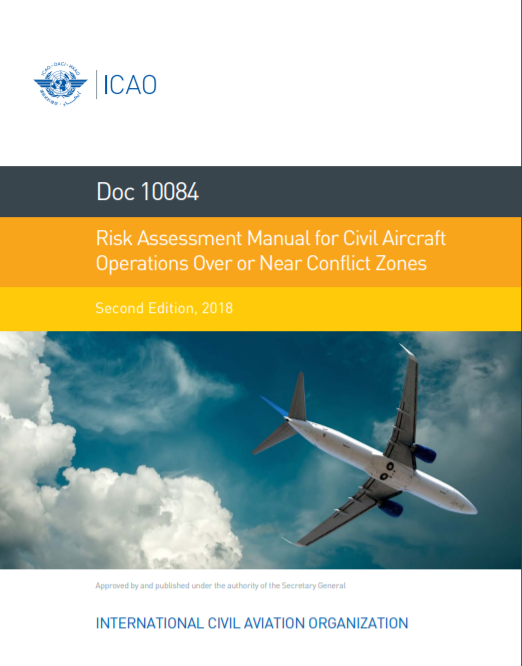 ICAO
Doc 10084
Risk Assessment Manual for Civil Aircraft
Operations Over or Near Conflict Zones
Second Edition, 2018
Approved by and published under the authority of the Secretary General
INTERNATIONAL CIVIL AVIATION ORGANIZATION